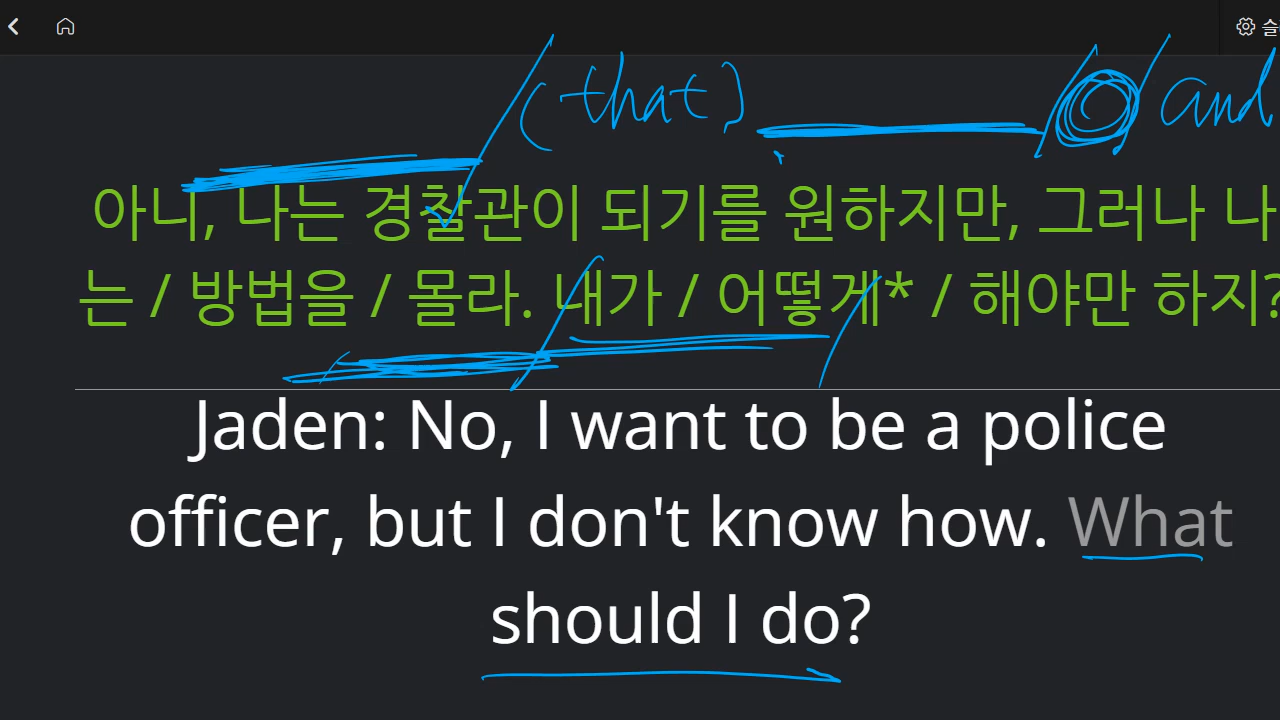 슬
(that) / O / and
아니, 나는 경찰관이 되기를 원하지만, 그러나 나
는 / 방법을 / 몰라. 내가 / 어떻게* / 해야만 하지?
Jaden: No, I want to be a police
officer, but I don't know how. What
should I do?